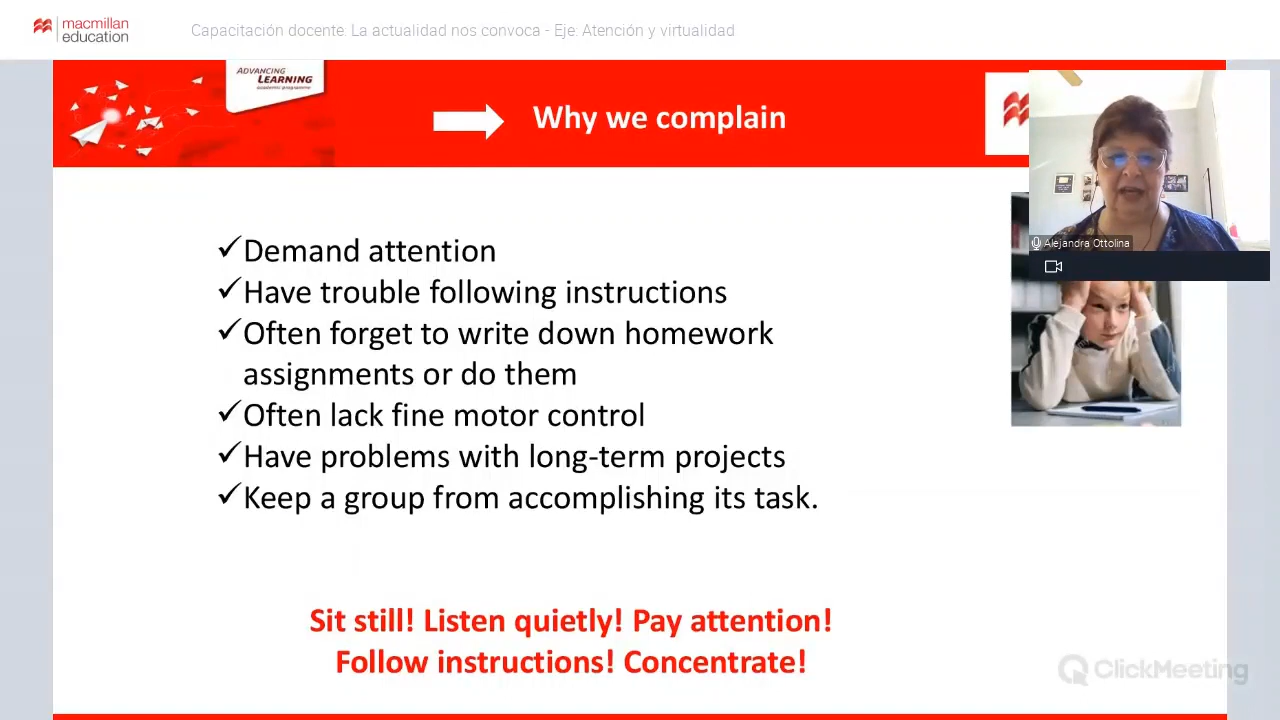 macmillan
education
Capacitación docente: La actualidad nos convoca - Eje: Atención y virtualidad
ADVANCING
LEARNING
academic programme
Why we complain
Alejandra Ottolina
✓Demand attention
✓Have trouble following instructions
✓Often forget to write down homework
assignments or do them
✓Often lack fine motor control
✓Have problems with long-term projects
✓Keep a group from accomplishing its task.
Sit still! Listen quietly! Pay attention!
Follow instructions! Concentrate!
ClickMeeting